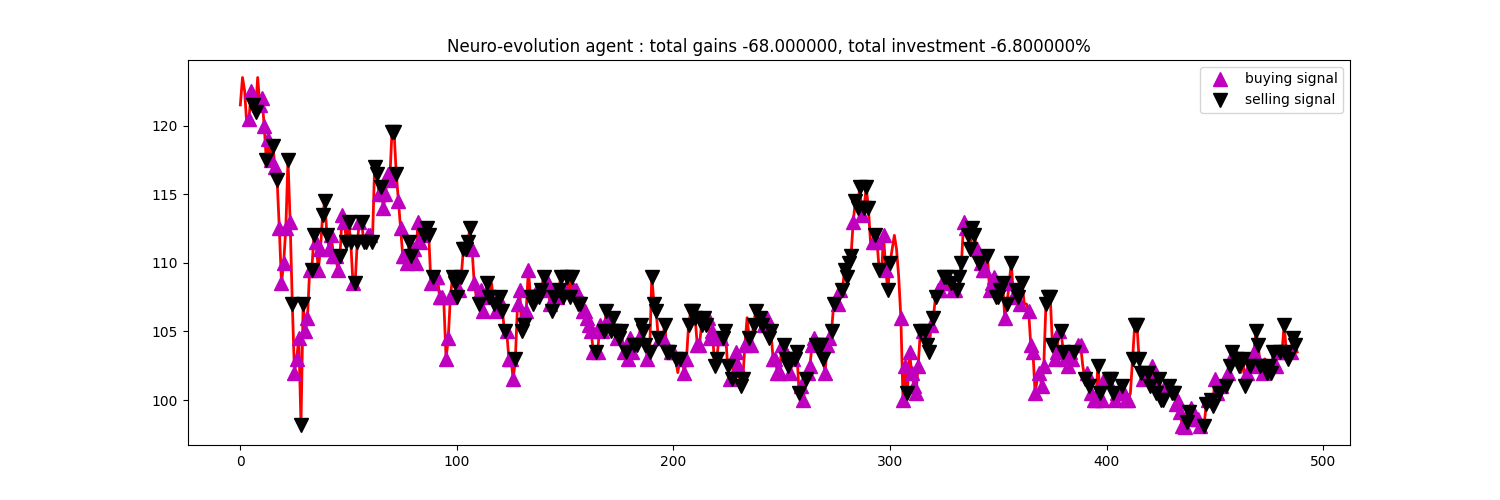 Neuro-evolution agent : total gains -68.000000, total investment -6.800000%
buying signal
selling signal
120
115
110
105
100
0 100 200 300 400 500